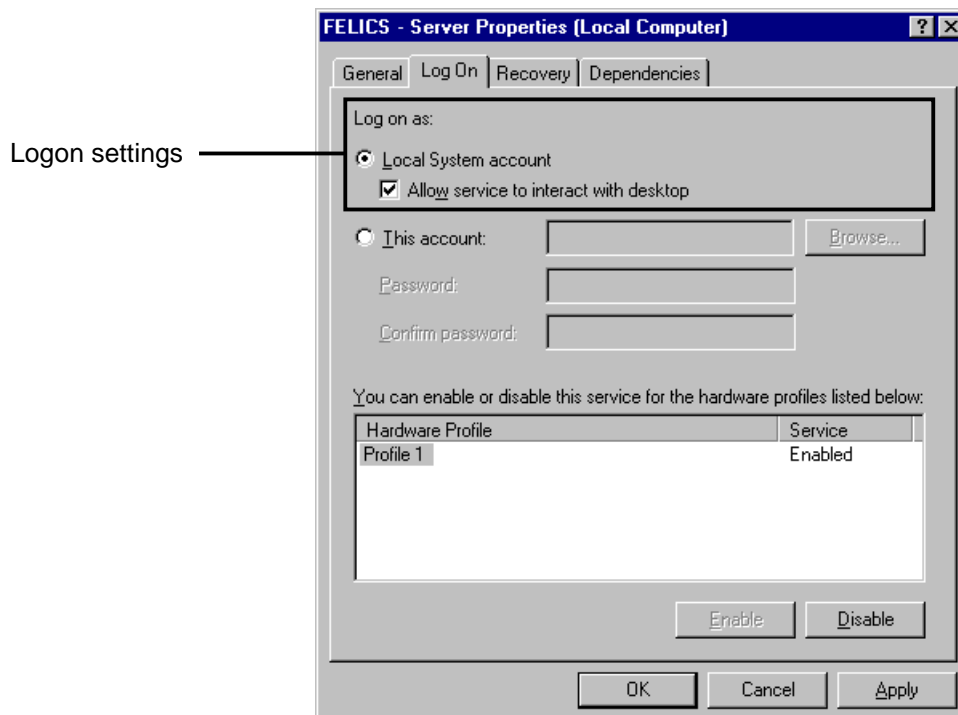 FELICS - Server Properties (Local Computer)
General Log On Recovery Dependencies
Log on as:
Logon settings
Local System account
Allow service to interact with desktop
This account:
Browse...
Password:
Confirm password:
You can enable or disable this service for the hardware profiles listed below:
Hardware Profile Service
Profile 1 Enabled
Enable Disable
OK Cancel Apply